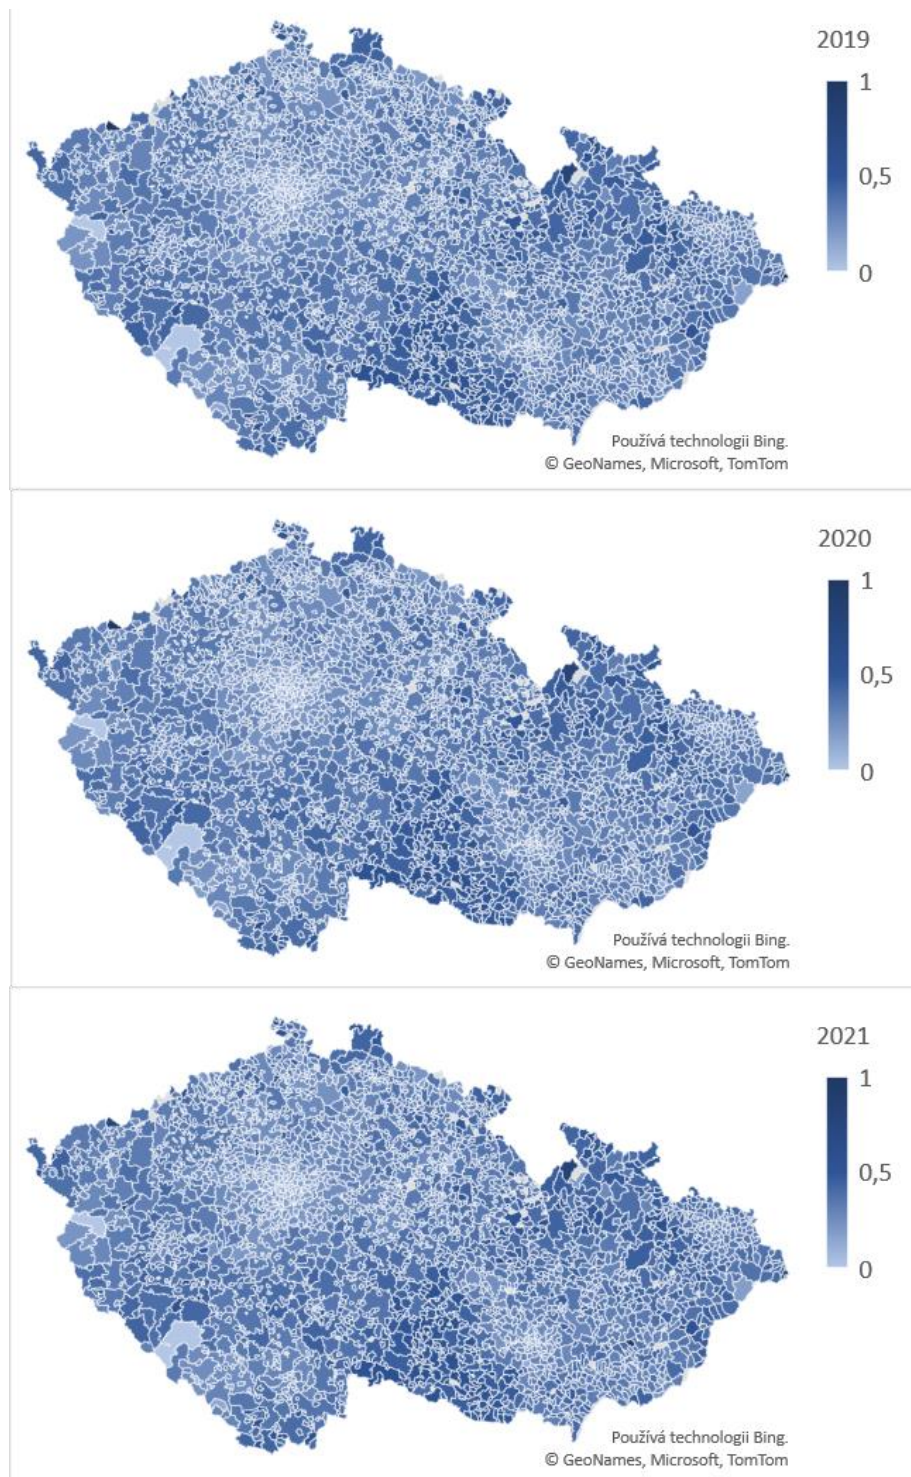 2019
1
0,5
0
Používá technologii Bing.
© GeoNames, Microsoft, TomTom
2020
1
0,5
0
Používá technologii Bing.
© GeoNames, Microsoft, TomTom
2021
1
0,5
0
Používá technologii Bing.
© GeoNames, Microsoft, TomTom